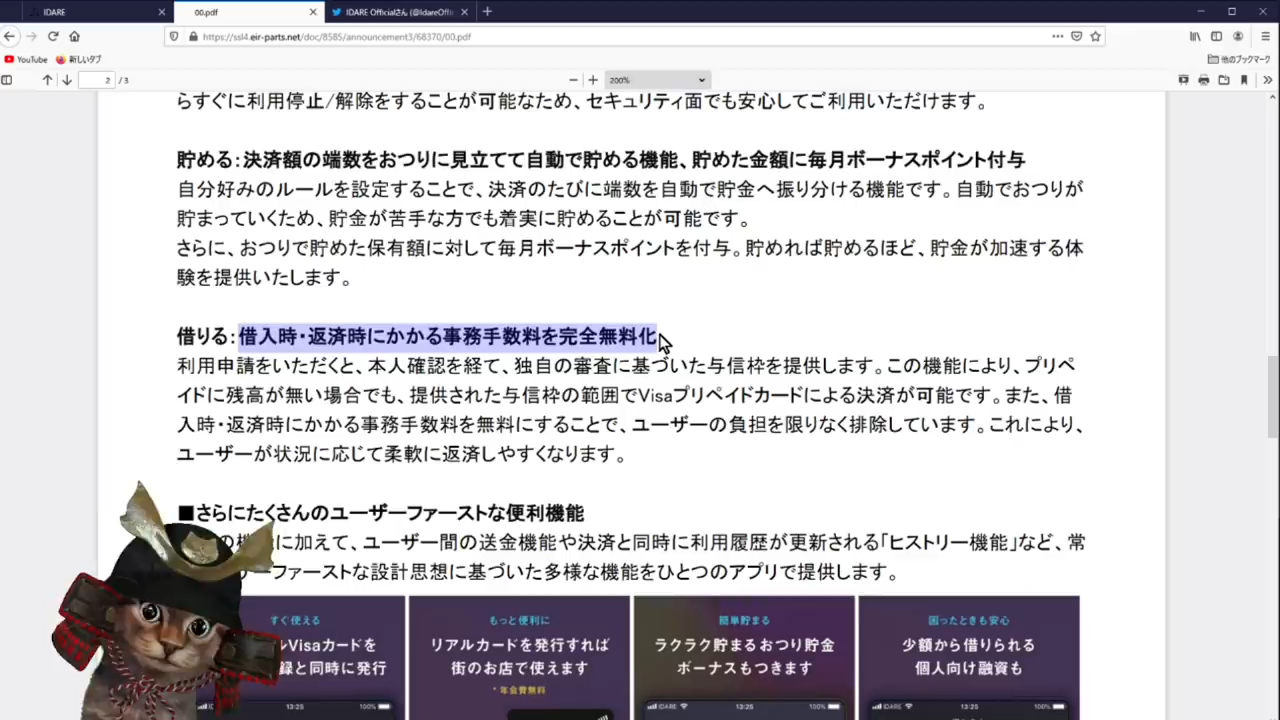 IDARE
00.pdf
IDARE Officialさん (@IdareOffi
https://ssl4.eir-parts.net/doc/8585/announcement3/68370/00.pdf
YouTube
新しいタブ
他のブックマーク
2 / 3
200%
らすぐに利用停止/解除をすることが可能なため、セキュリティ面でも安心してご利用いただけます。
貯める：決済額の端数をおつりに見立てて自動で貯める機能、貯めた金額に毎月ボーナスポイント付与
自分好みのルールを設定することで、決済のたびに端数を自動で貯金へ振り分ける機能です。自動でおつりが
貯まっていくため、貯金が苦手な方でも着実に貯めることが可能です。
さらに、おつりで貯めた保有額に対して毎月ボーナスポイントを付与。貯めれば貯めるほど、貯金が加速する体
験を提供いたします。
借りる：借入時・返済時にかかる事務手数料を完全無料化
利用申請をいただくと、本人確認を経て、独自の審査に基づいた与信枠を提供します。この機能により、プリペ
イドに残高が無い場合でも、提供された与信枠の範囲でVisaプリペイドカードによる決済が可能です。また、借
入時・返済時にかかる事務手数料を無料にすることで、ユーザーの負担を限りなく排除しています。これにより、
ユーザーが状況に応じて柔軟に返済しやすくなります。
■さらにたくさんのユーザーファーストな便利機能
に加えて、ユーザー間の送金機能や決済と同時に利用履歴が更新される「ヒストリー機能」など、常
ーファーストな設計思想に基づいた多様な機能をひとつのアプリで提供します。
すぐ使える
ルVisaカードを
録と同時に発行
もっと便利に
リアルカードを発行すれば
街のお店で使えます
* 年会費無料
簡単貯まる
ラクラク貯まるおつり貯金
ボーナスもつきます
困ったときも安心
少額から借りられる
個人向け融資も
13:25
100%
IDARE
13:25
100%
IDARE
13:25
100%